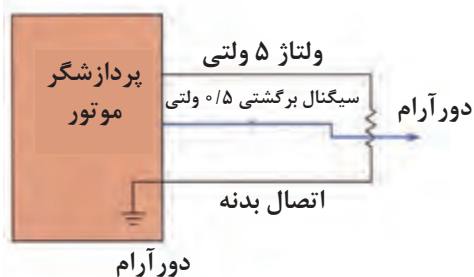 ولتاژ ۵ ولتی
پردازشگر
موتور
سیگنال برگشتی ۰/۵ ولتی
دورآرام
اتصال بدنه
دورآرام